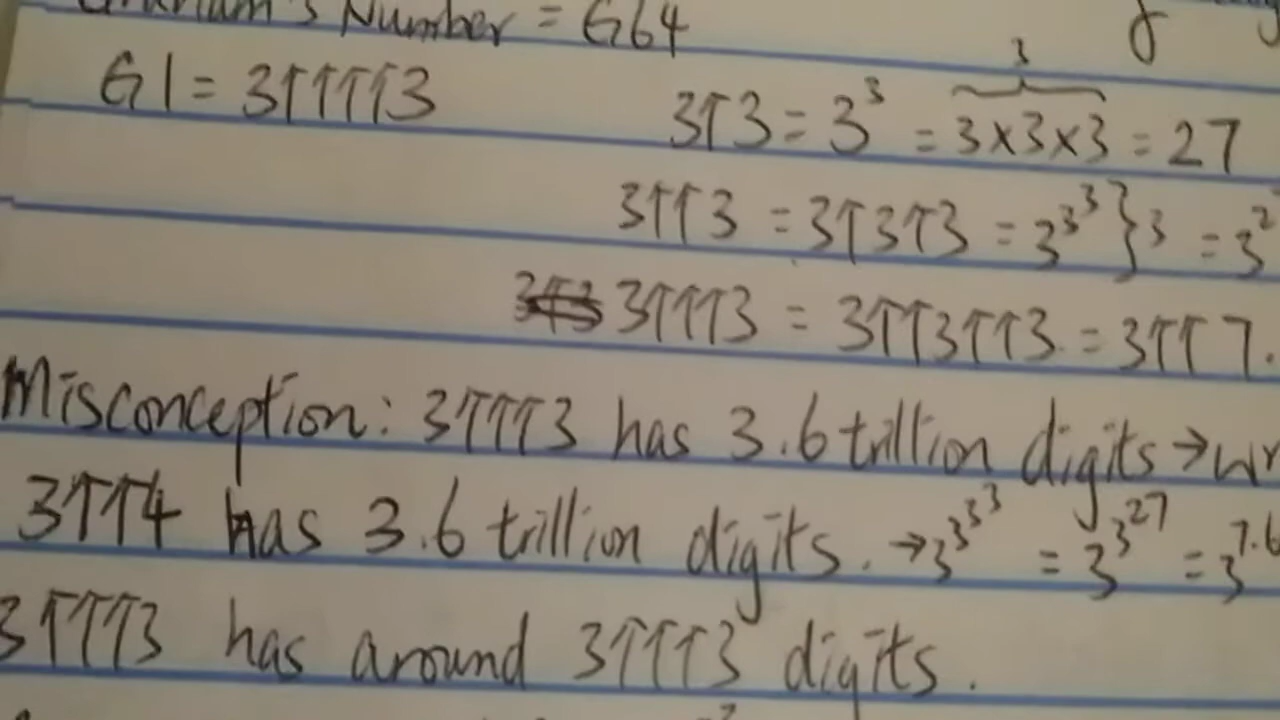 Graham's Number = G64
G1 = 3↑↑↑↑3 3↑3 = 3³ = 3×3×3 = 27
3
3↑↑3 = 3↑3↑3 = 3^3^3}3 = 3^2
3↑↑↑3 = 3↑↑3↑↑3 = 3↑↑7.
Misconception: 3↑↑↑3 has 3.6 trillion digits →
3↑↑4 has 3.6 trillion digits. → 3^3^3^3 = 3^3^27 = 3^7.6
3↑↑↑3 has around 3↑↑↑3 digits.